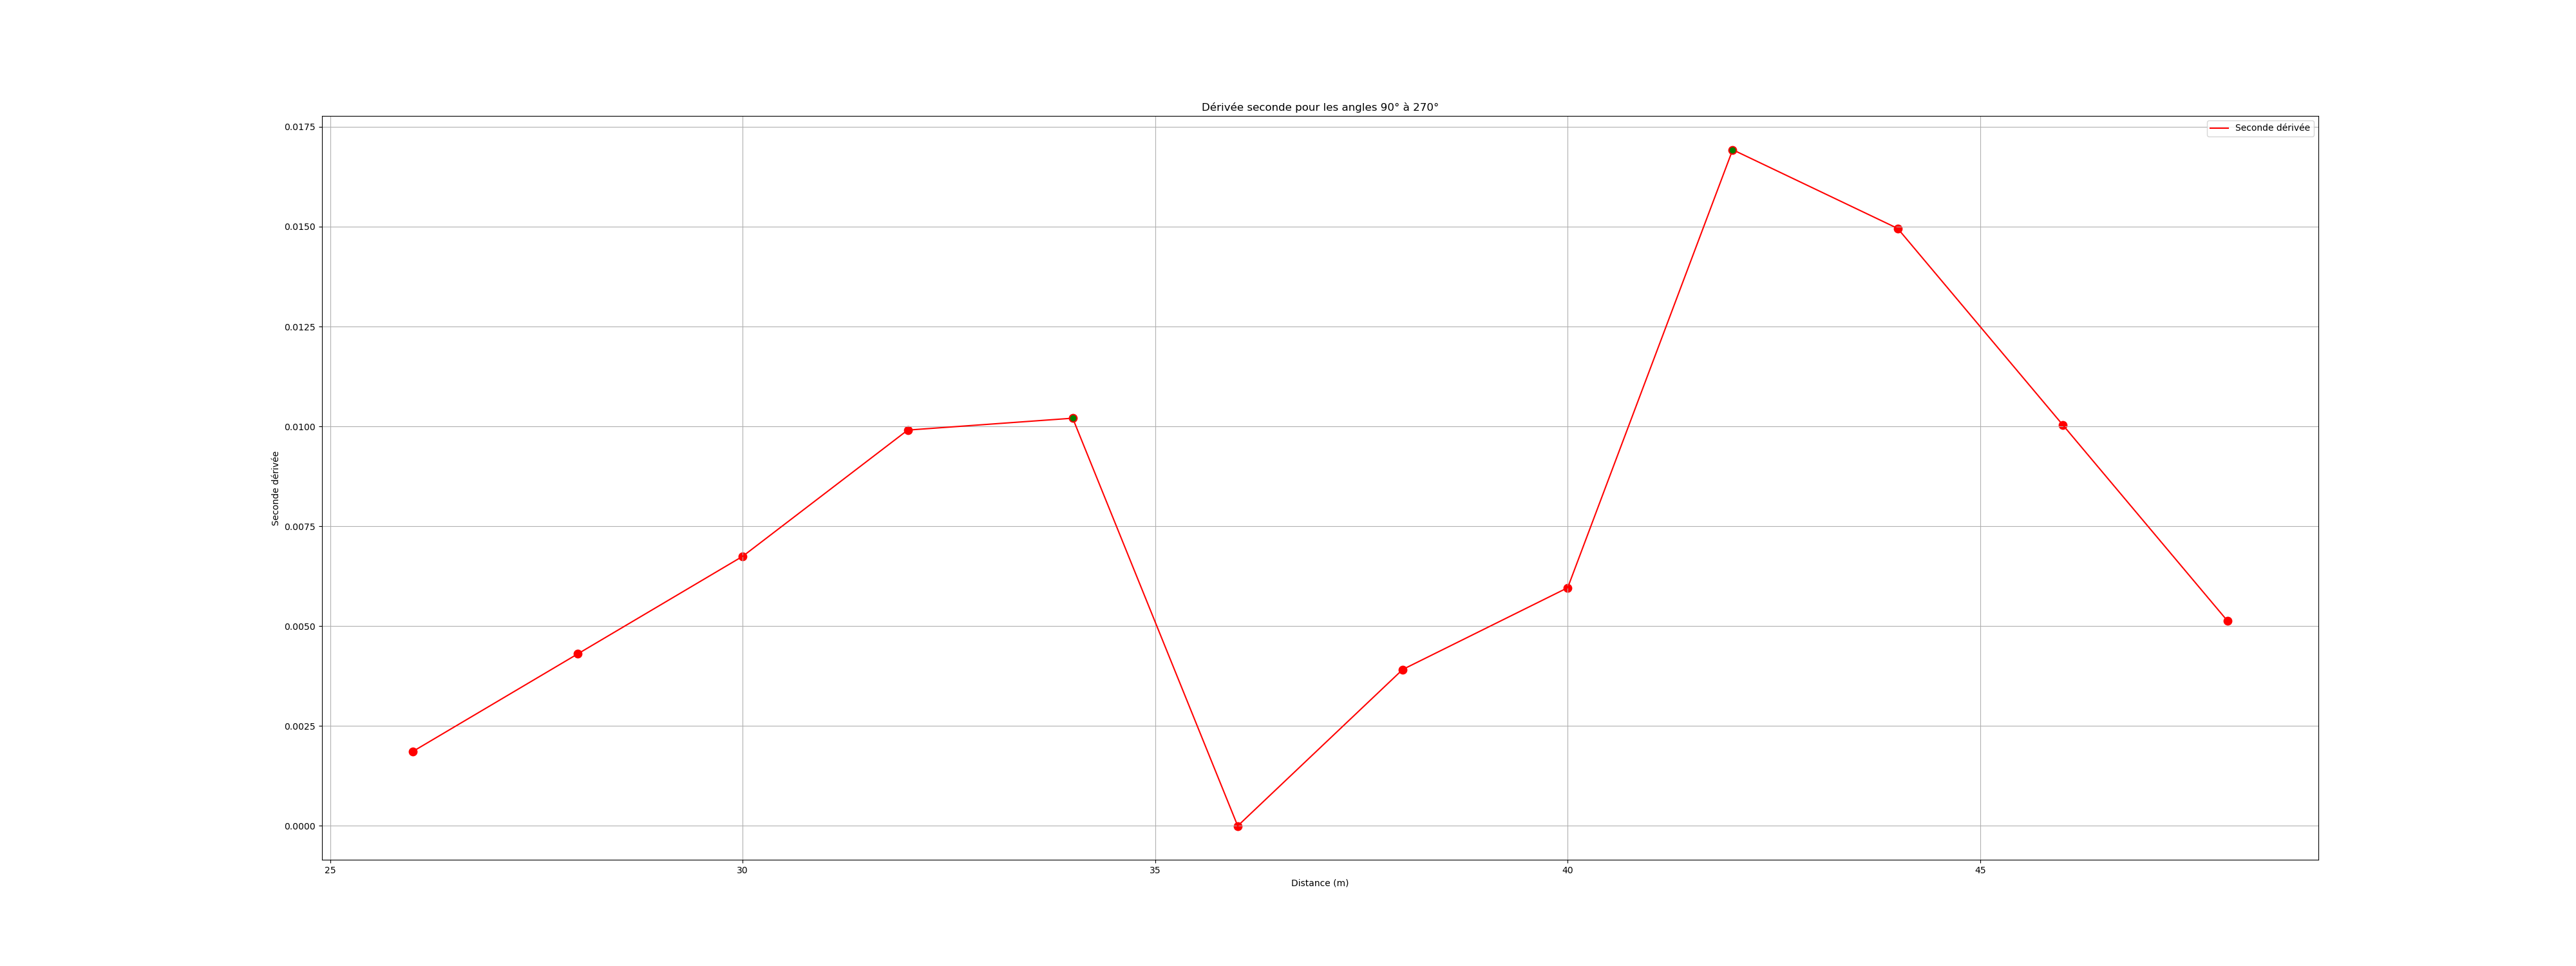 Dérivée seconde pour les angles 90° à 270°
Seconde dérivée
0.0175
0.0150
0.0125
0.0100
0.0075
0.0050
0.0025
0.0000
Seconde dérivée
25 30 35 40 45
Distance (m)